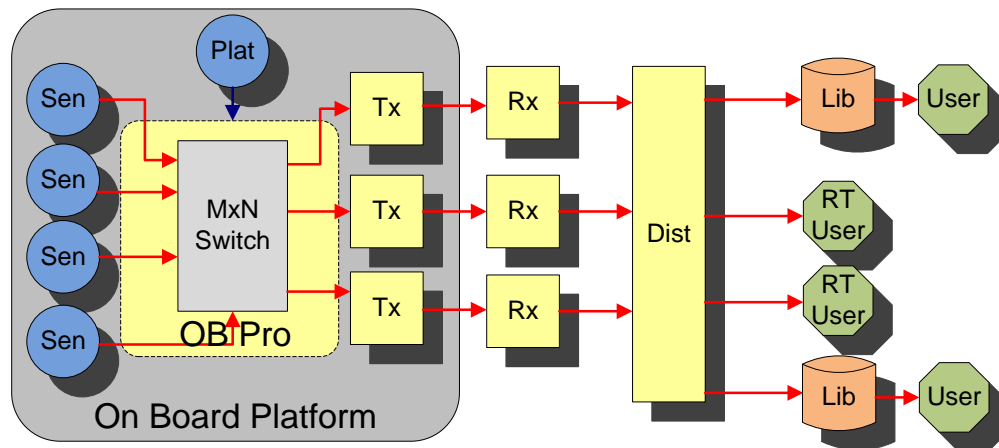 Plat
Sen
Tx
Rx
Lib
User
Sen
MxN
Switch
Tx
Rx
Dist
RT
User
Sen
Tx
Rx
RT
User
Sen
OB Pro
Lib
User
On Board Platform